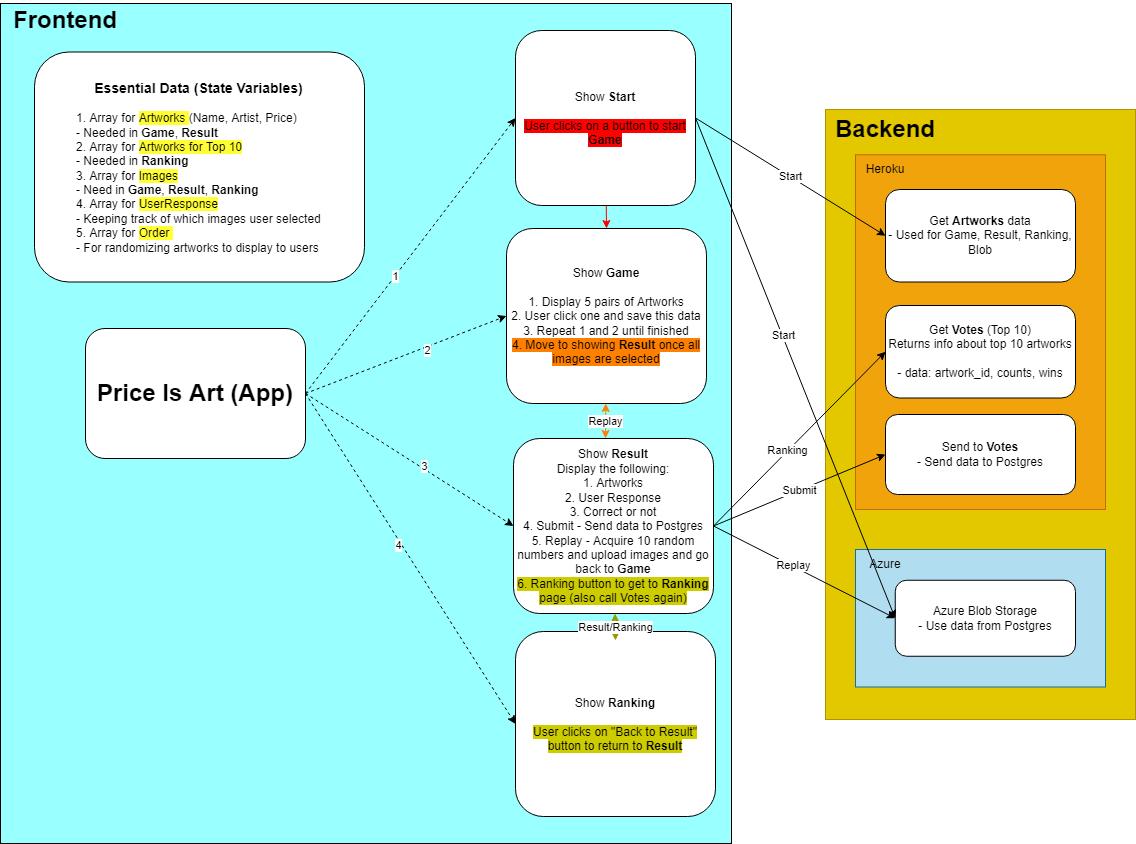 Frontend
Essential Data (State Variables)
1. Array for Artworks (Name, Artist, Price)
- Needed in Game, Result
2. Array for Artworks for Top 10
- Needed in Ranking
3. Array for Images
- Need in Game, Result, Ranking
4. Array for UserResponse
- Keeping track of which images user selected
5. Array for Order
- For randomizing artworks to display to users
Price Is Art (App)
1
2
3
4
Show Start
User clicks on a button to start
Game
Show Game
1. Display 5 pairs of Artworks
2. User click one and save this data
3. Repeat 1 and 2 until finished
4. Move to showing Result once all
images are selected
Replay
Show Result
Display the following:
1. Artworks
2. User Response
3. Correct or not
4. Submit - Send data to Postgres
5. Replay - Acquire 10 random
numbers and upload images and go
back to Game
6. Ranking button to get to Ranking
page (also call Votes again)
Result/Ranking
Show Ranking
User clicks on "Back to Result"
button to return to Result
Start
Start
Ranking
Submit
Replay
Backend
Heroku
Get Artworks data
- Used for Game, Result, Ranking,
Blob
Get Votes (Top 10)
Returns info about top 10 artworks
- data: artwork_id, counts, wins
Send to Votes
- Send data to Postgres
Azure
Azure Blob Storage
- Use data from Postgres